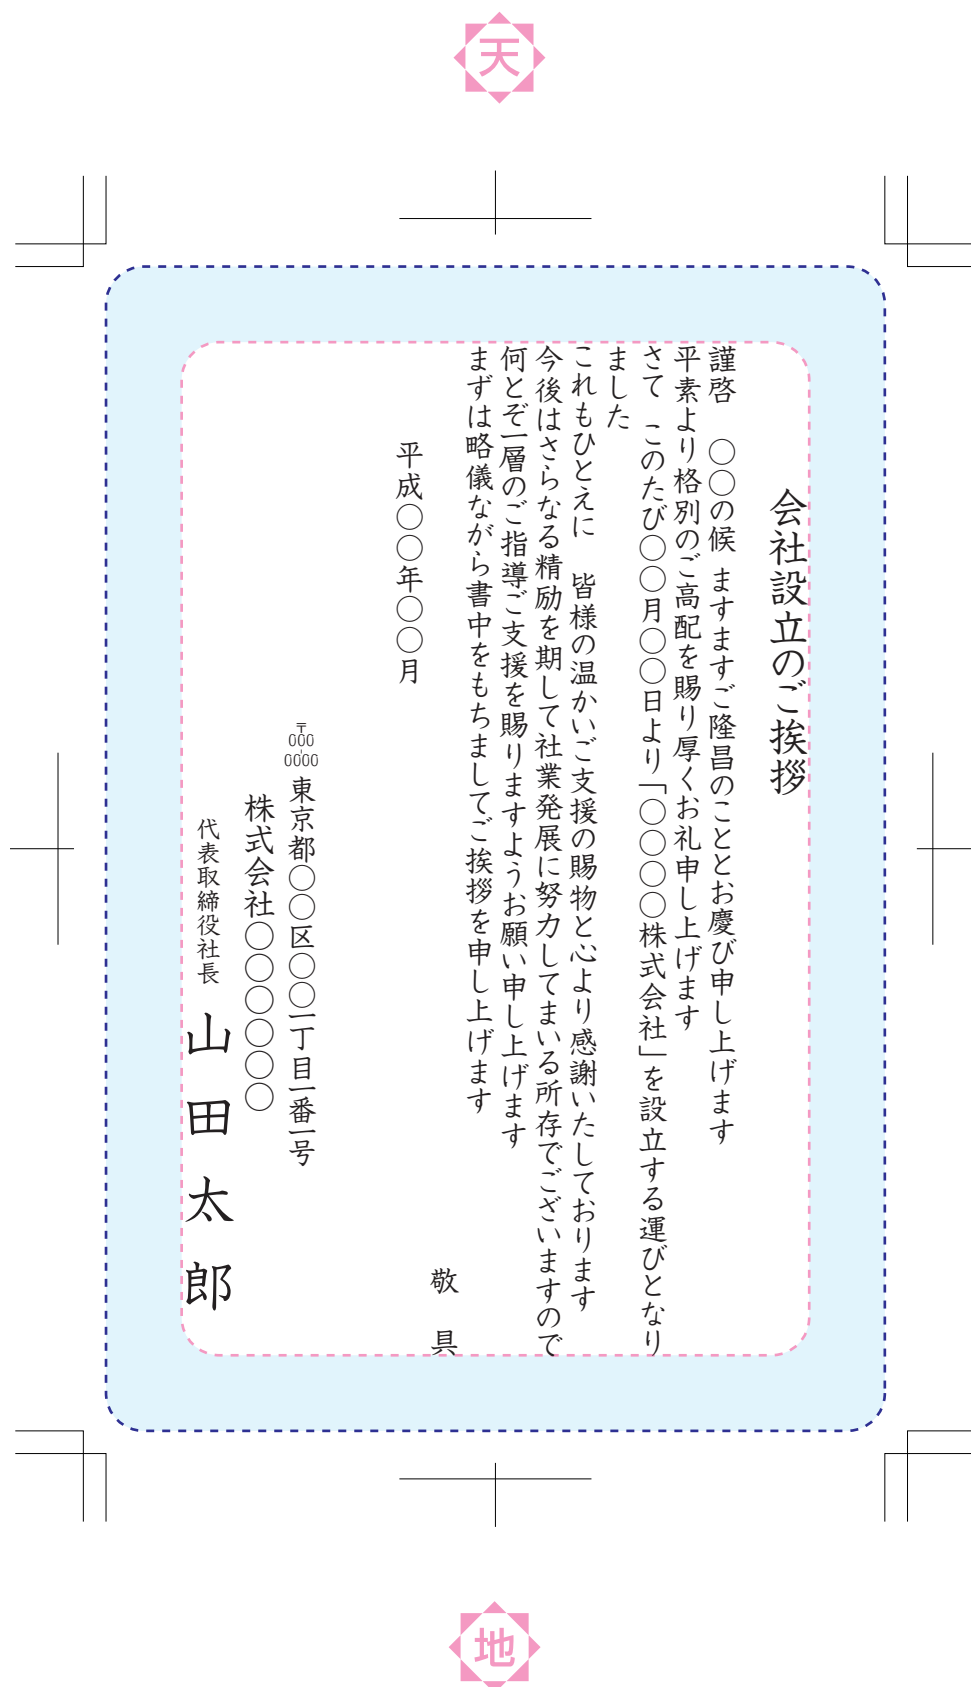 天
会社設立のご挨拶
謹啓　〇〇の候 ますますご隆昌のこととお慶び申し上げます
平素より格別のご高配を賜り厚くお礼申し上げます
さて このたび〇〇月〇〇日より「〇〇〇〇株式会社」を設立する運びとなり
ました
これもひとえに　皆様の温かいご支援の賜物と心より感謝いたしております
今後はさらなる精励を期して社業発展に努力してまいる所存でございますので
何とぞ一層のご指導ご支援を賜りますようお願い申し上げます
まずは略儀ながら書中をもちましてご挨拶を申し上げます
敬　具
平成〇〇年〇〇月
〒000-0000 東京都〇〇区〇〇一丁目一番一号
株式会社〇〇〇〇〇〇
代表取締役社長 山田太郎
地